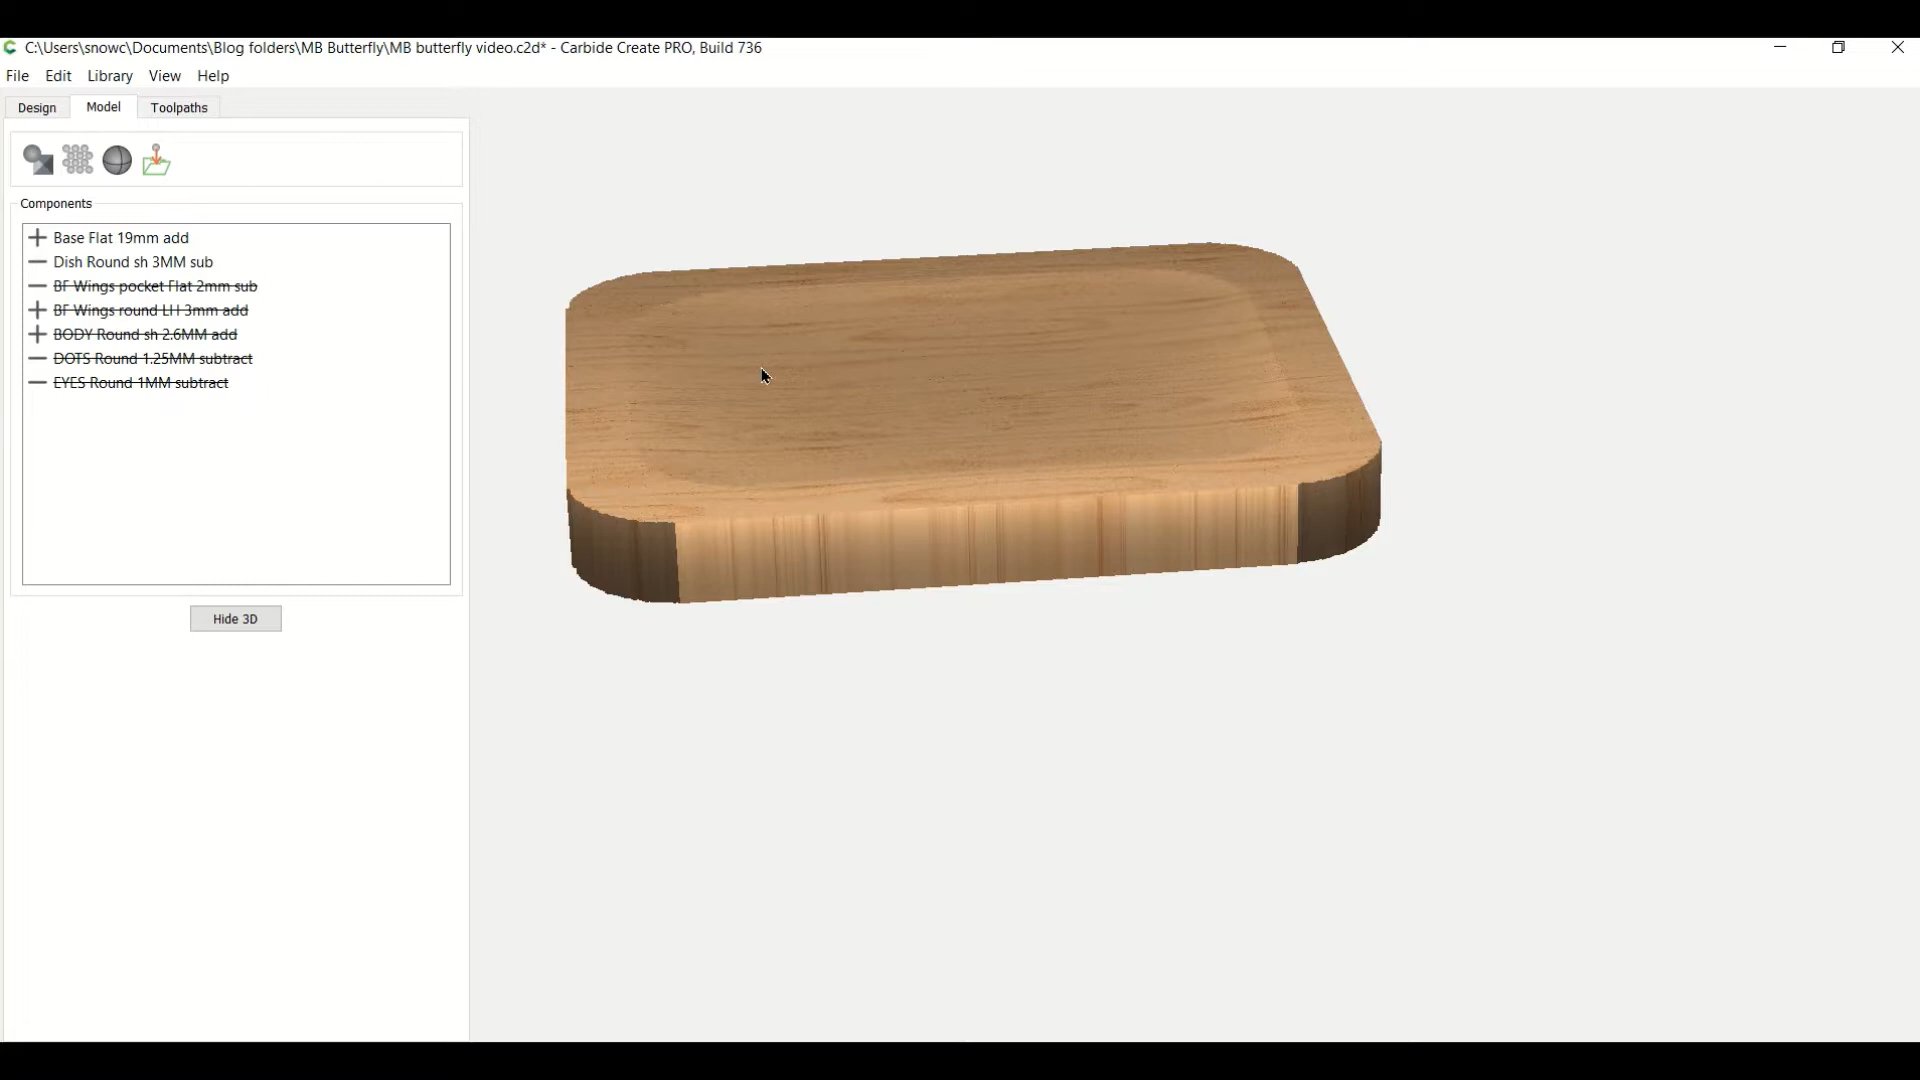 C:\Users\snowc\Documents\Blog folders\MB Butterfly\MB butterfly video.c2d* - Carbide Create PRO, Build 736
File Edit Library View Help
Design Model Toolpaths
Components
Base Flat 19mm add
Dish Round sh 3MM sub
BF Wings pocket Flat 2mm sub
BF Wings round LH 3mm add
BODY Round sh 2.6MM add
DOTS Round 1.25MM subtract
EYES Round 1MM subtract
Hide 3D